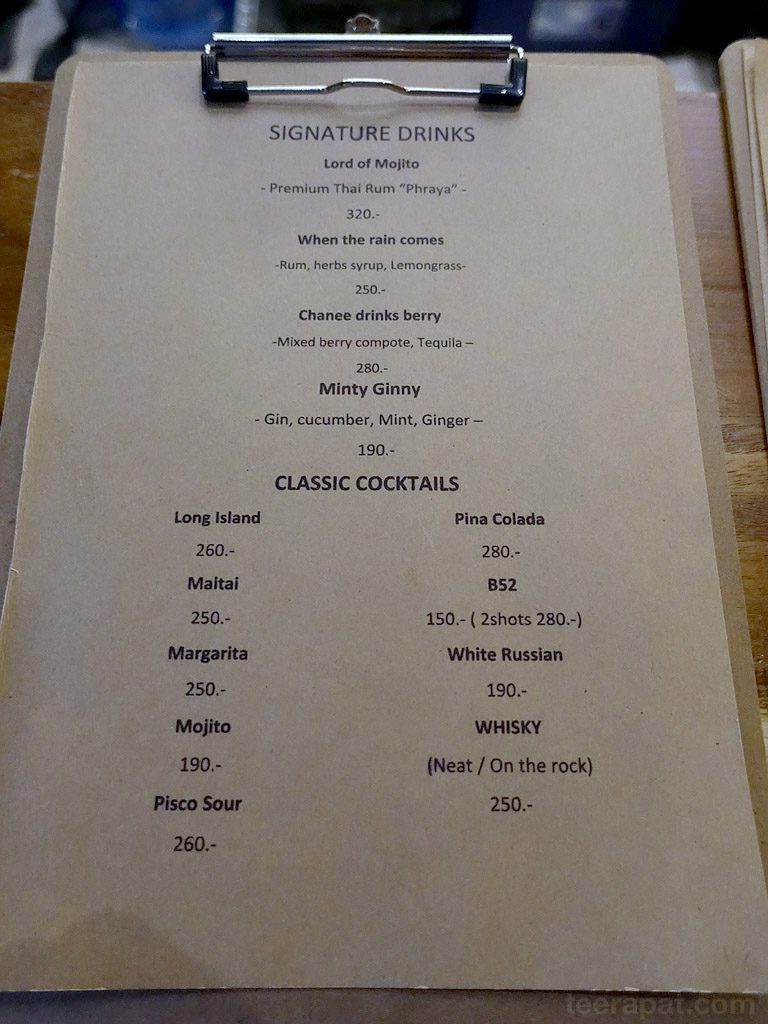 SIGNATURE DRINKS
Lord of Mojito
- Premium Thai Rum “Phraya” -
320.-
When the rain comes
-Rum, herbs syrup, Lemongrass-
250.-
Chanee drinks berry
-Mixed berry compote, Tequila –
280.-
Minty Ginny
- Gin, cucumber, Mint, Ginger –
190.-
CLASSIC COCKTAILS
Long Island
260.-
Maitai
250.-
Margarita
250.-
Mojito
190.-
Pisco Sour
260.-
Pina Colada
280.-
B52
150.- ( 2shots 280.-)
White Russian
190.-
WHISKY
(Neat / On the rock)
250.-
teerapat.com